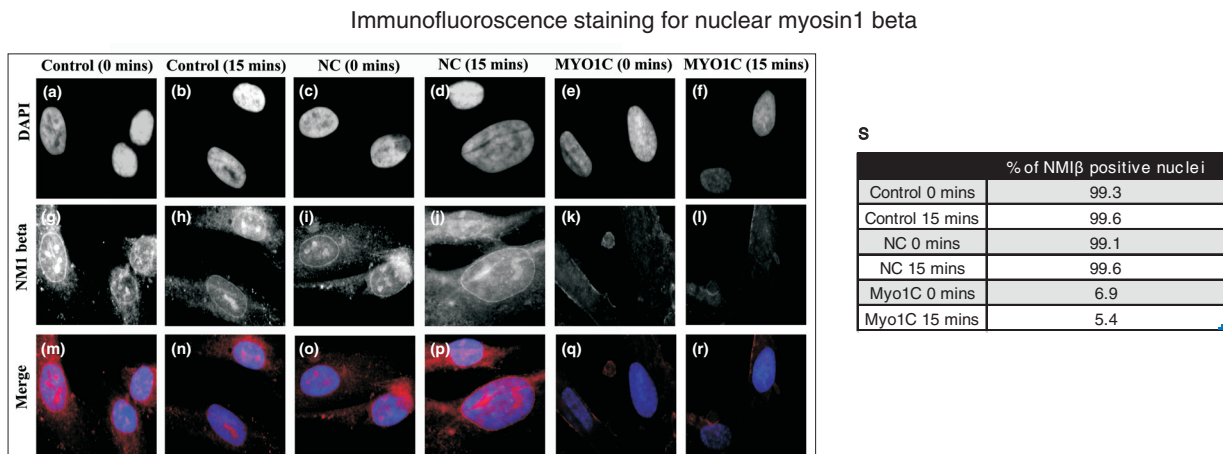 Immunofluoroscence staining for nuclear myosin1 beta
Control (0 mins) Control (15 mins) NC (0 mins) NC (15 mins) MYO1C (0 mins) MYO1C (15 mins)
DAPI
(a) (b) (c) (d) (e) (f)
NM1 beta
(g) (h) (i) (j) (k) (l)
Merge
(m) (n) (o) (p) (q) (r)
S
% of NMIβ positive nuclei
Control 0 mins 99.3
Control 15 mins 99.6
NC 0 mins 99.1
NC 15 mins 99.6
Myo1C 0 mins 6.9
Myo1C 15 mins 5.4